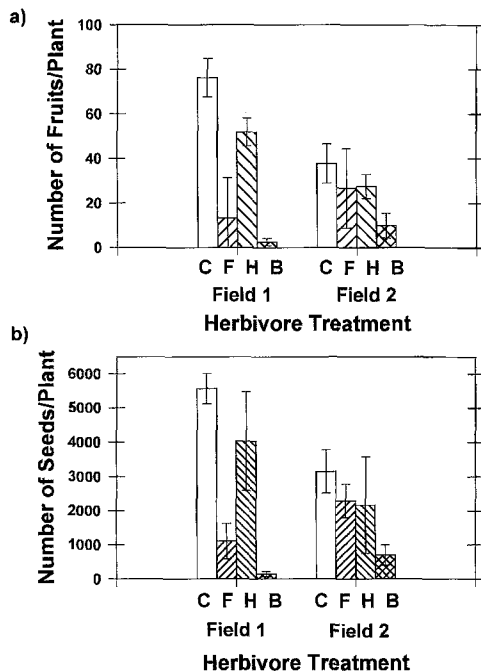 a)
Number of Fruits/Plant
100
80
60
40
20
0
C F H B C F H B
Field 1 Field 2
Herbivore Treatment
b)
Number of Seeds/Plant
6000
5000
4000
3000
2000
1000
0
C F H B C F H B
Field 1 Field 2
Herbivore Treatment